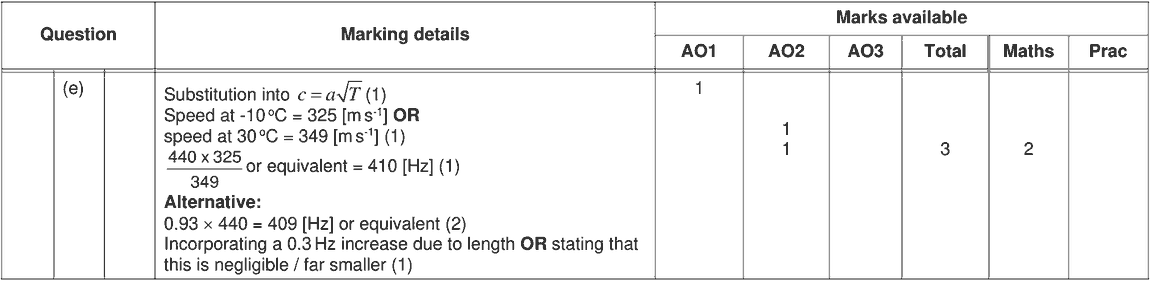 Question Marking details Marks available
AO1 AO2 AO3 Total Maths Prac
(e) Substitution into c = a√T (1) 1
Speed at -10 °C = 325 [m s⁻¹] OR
speed at 30 °C = 349 [m s⁻¹] (1) 1
440 x 325
349
or equivalent = 410 [Hz] (1) 1 3 2
Alternative:
0.93 × 440 = 409 [Hz] or equivalent (2)
Incorporating a 0.3 Hz increase due to length OR stating that
this is negligible / far smaller (1)